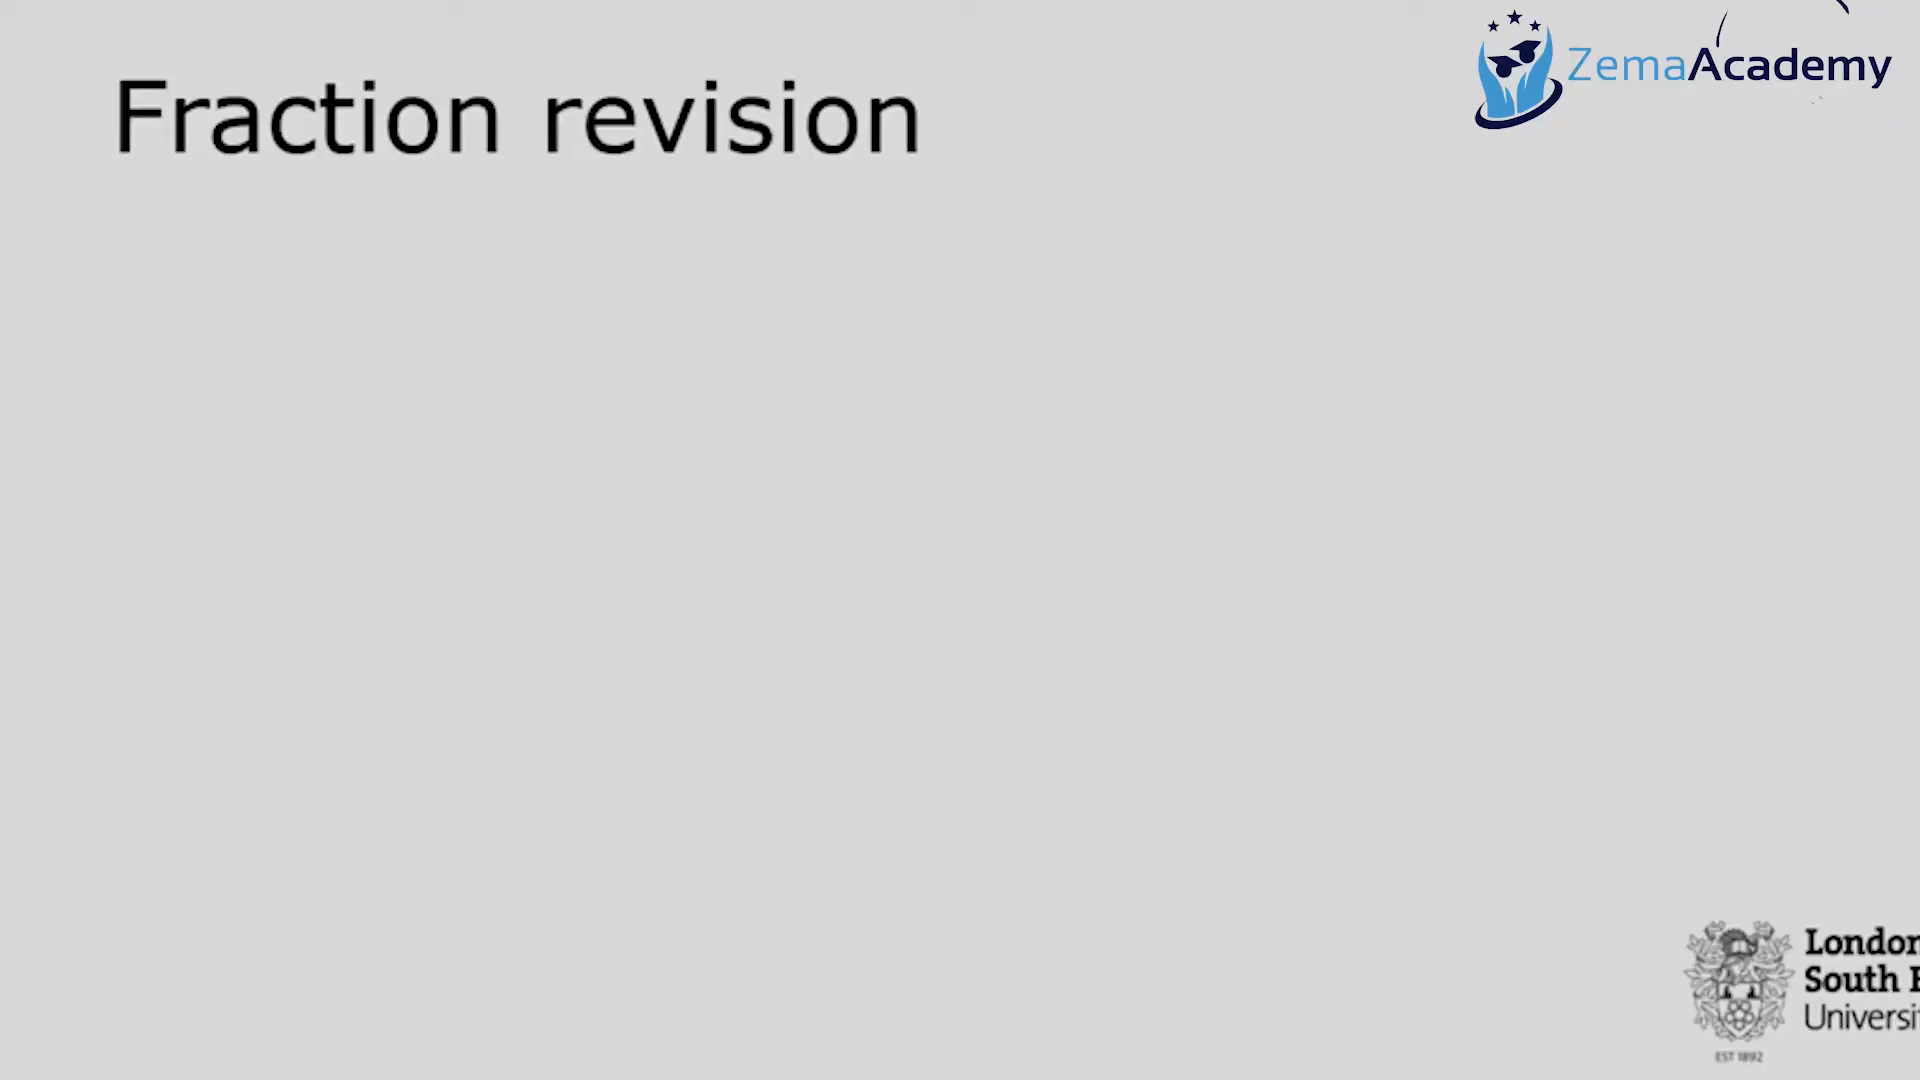 ZemaAcademy
Fraction revision
London
South
EST 1892